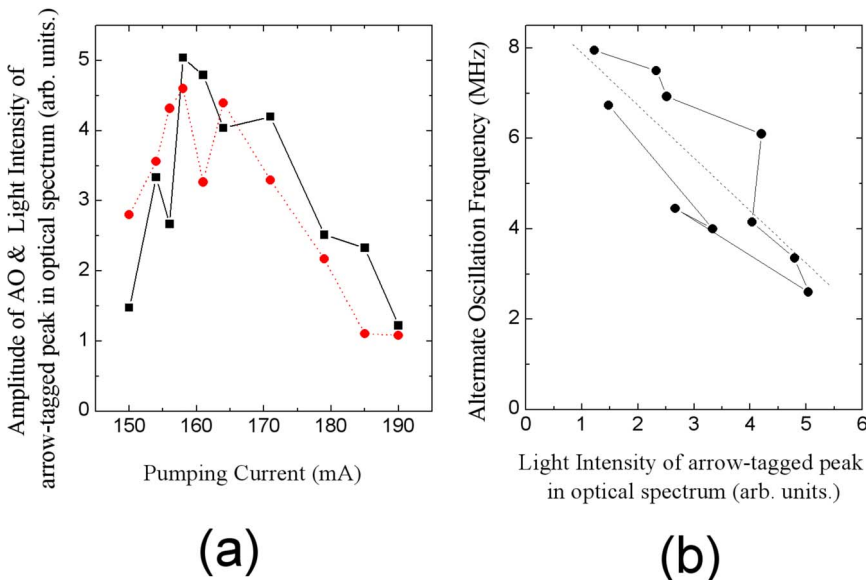 Amplitude of AO & Light Intensity of
arrow-tagged peak in optical spectrum (arb. units.)
5
4
3
2
1
0
150 160 170 180 190
Pumping Current (mA)
(a)
Altermate Oscillation Frequency (MHz)
8
6
4
2
0
0 1 2 3 4 5 6
Light Intensity of arrow-tagged peak
in optical spectrum (arb. units.)
(b)